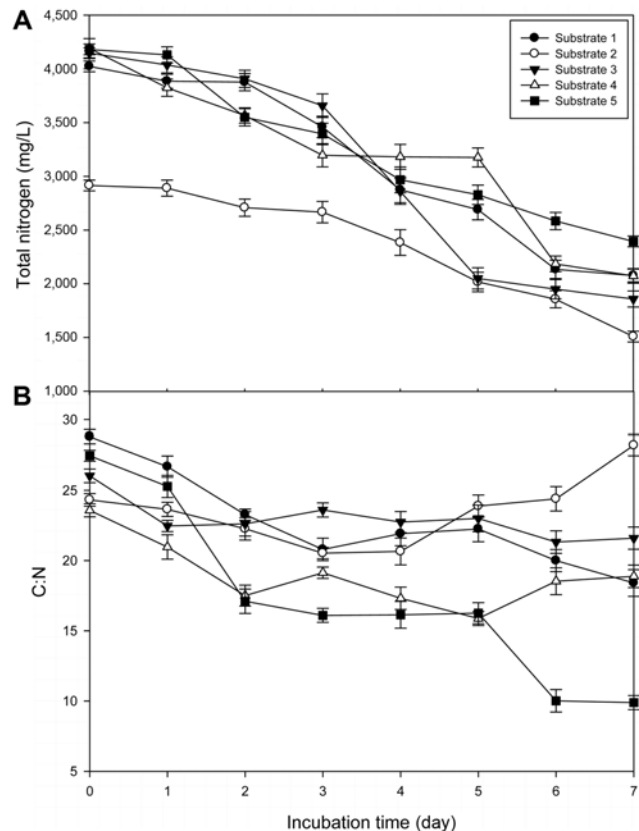 A
Total nitrogen (mg/L)
4,500
4,000
3,500
3,000
2,500
2,000
1,500
1,000
Substrate 1
Substrate 2
Substrate 3
Substrate 4
Substrate 5
B
C:N
30
25
20
15
10
5
0 1 2 3 4 5 6 7
Incubation time (day)